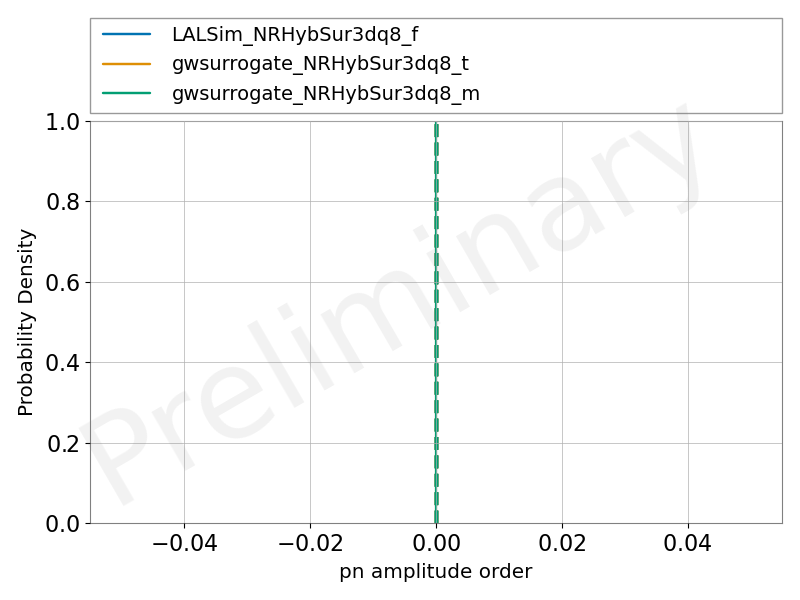 LALSim_NRHybSur3dq8_f
gwsurrogate_NRHybSur3dq8_t
gwsurrogate_NRHybSur3dq8_m
1.0
0.8
0.6
0.4
0.2
0.0
Probability Density
Preliminary
−0.04 −0.02 0.00 0.02 0.04
pn amplitude order